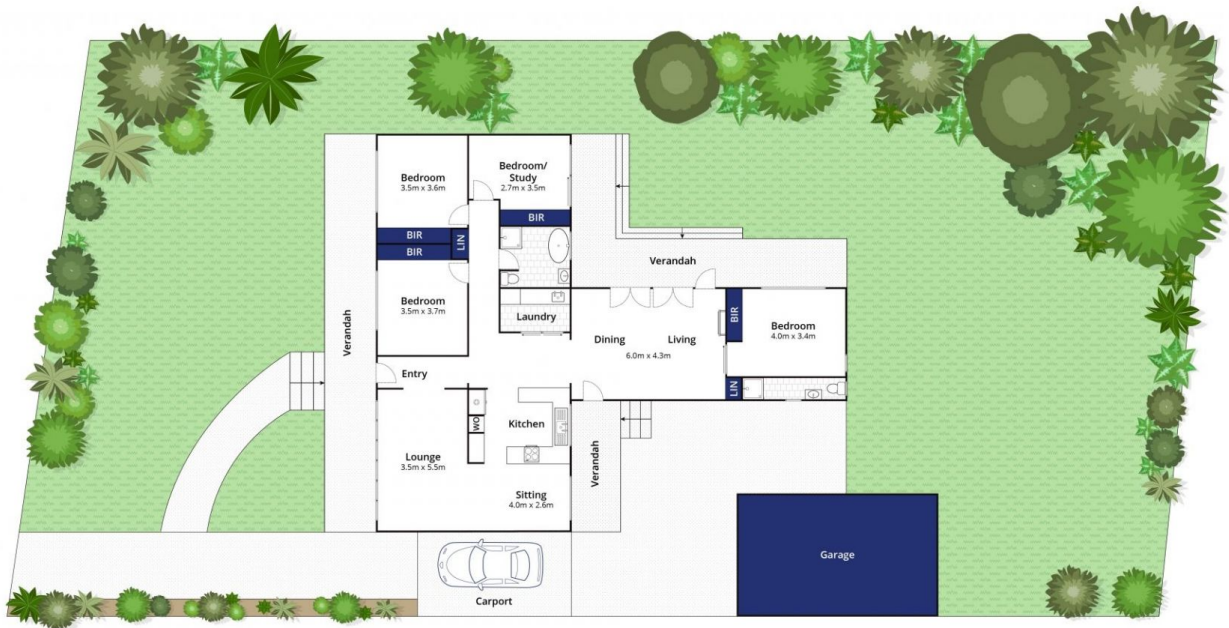 Bedroom
3.5m x 3.6m
Bedroom/
Study
2.7m x 3.5m
BIR
BIR
BIR
LIN
Bedroom
3.5m x 3.7m
Verandah
Laundry
Verandah
Dining
Living
6.0m x 4.3m
BIR
Bedroom
4.0m x 3.4m
LIN
Entry
WO
Kitchen
Lounge
3.5m x 5.5m
Sitting
4.0m x 2.6m
Verandah
Carport
Garage